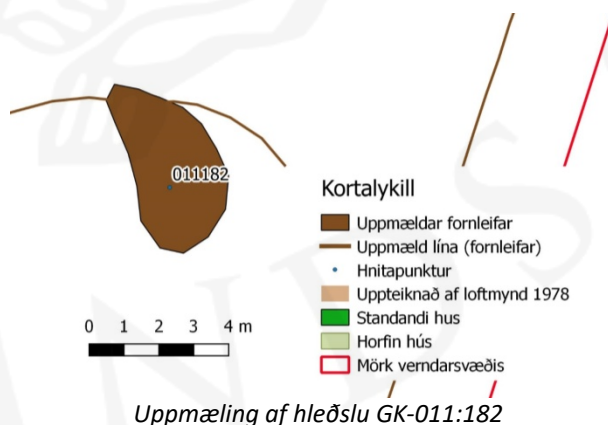 011182
Kortalykill
Uppmældar fornleifar
Uppmæld lína (fornleifar)
Hnitapunktur
Uppteiknað af loftmynd 1978
Standandi hus
Horfin hús
Mörk verndarsvæðis
0 1 2 3 4 m
Uppmæling af hleðslu GK-011:182